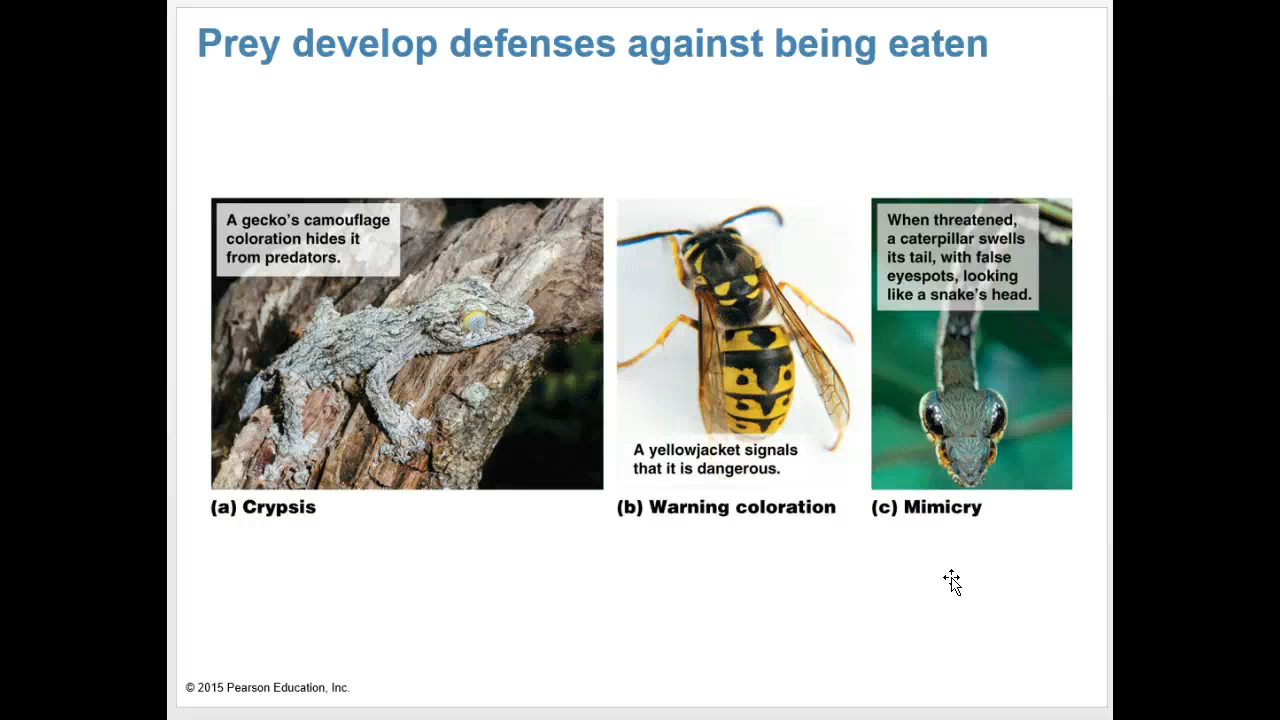 Prey develop defenses against being eaten
A gecko's camouflage
coloration hides it
from predators.
(a) Crypsis
A yellowjacket signals
that it is dangerous.
(b) Warning coloration
When threatened,
a caterpillar swells
its tail, with false
eyespots, looking
like a snake's head.
(c) Mimicry
© 2015 Pearson Education, Inc.